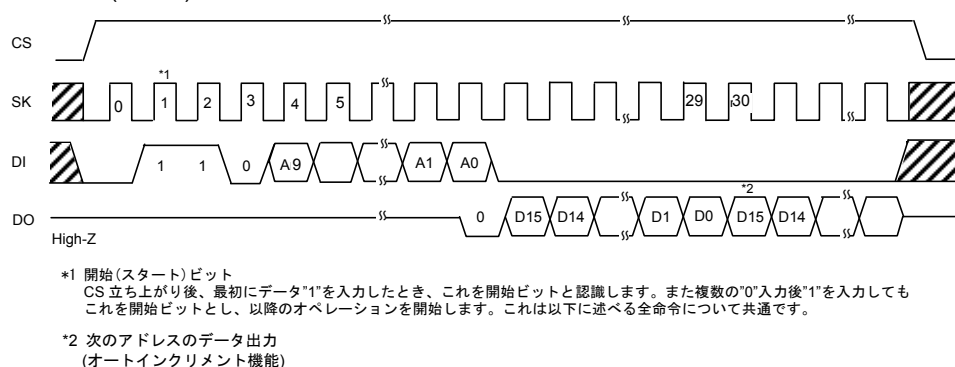 CS
*1
SK
0 1 2 3 4 5 29 30
DI
1 1 0 A9 A1 A0
*2
DO
0 D15 D14 D1 D0 D15 D14
High-Z
*1 開始(スタート)ビット
CS 立ち上がり後、最初にデータ"1"を入力したとき、これを開始ビットと認識します。また複数の"0"入力後"1"を入力しても
これを開始ビットとし、以降のオペレーションを開始します。これは以下に述べる全命令について共通です。
*2 次のアドレスのデータ出力
(オートインクリメント機能)